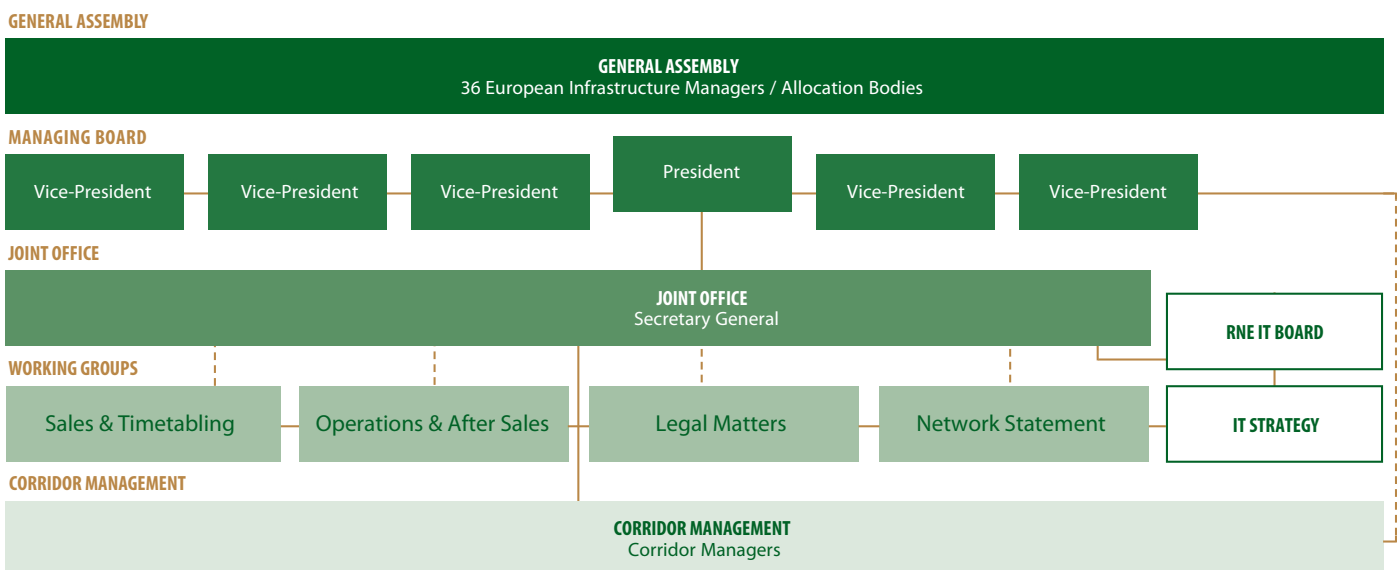 GENERAL ASSEMBLY
GENERAL ASSEMBLY
36 European Infrastructure Managers / Allocation Bodies
MANAGING BOARD
Vice-President
Vice-President
Vice-President
President
Vice-President
Vice-President
JOINT OFFICE
JOINT OFFICE
Secretary General
RNE IT BOARD
WORKING GROUPS
Sales & Timetabling
Operations & After Sales
Legal Matters
Network Statement
IT STRATEGY
CORRIDOR MANAGEMENT
CORRIDOR MANAGEMENT
Corridor Managers